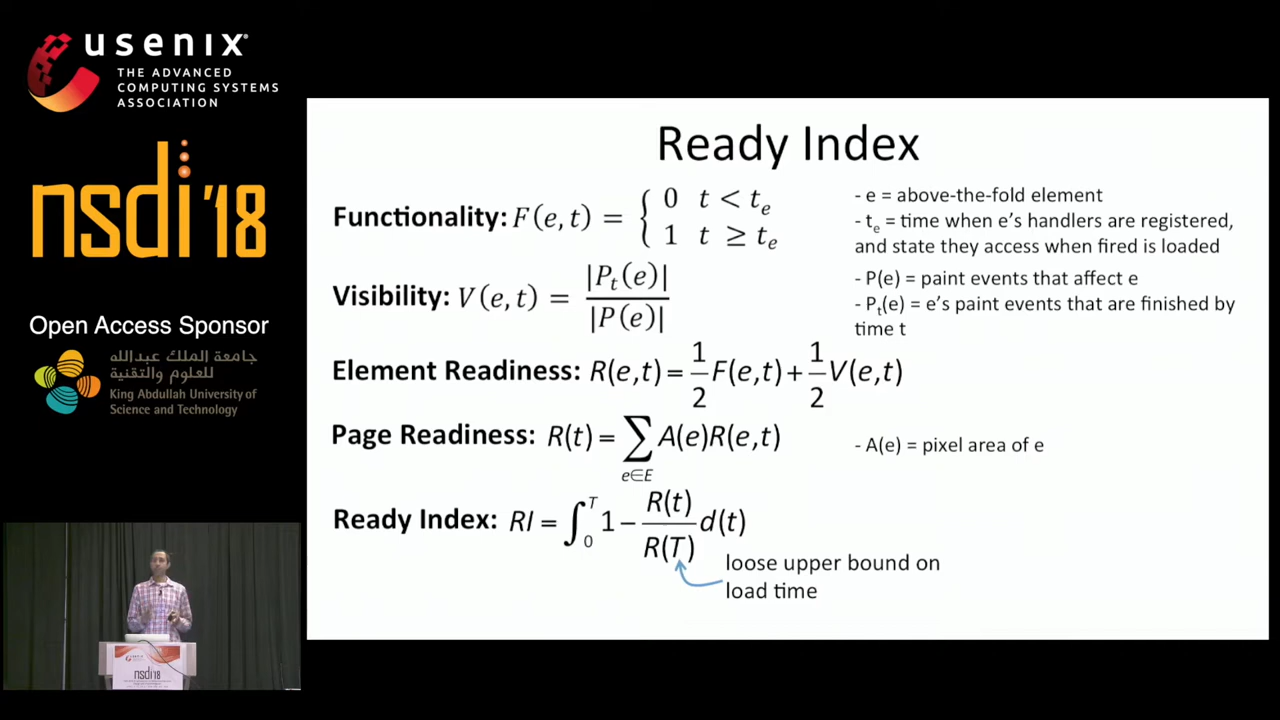 usenix
THE ADVANCED
COMPUTING SYSTEMS
ASSOCIATION
nsdi '18
Open Access Sponsor
جامعة الملك عبدالله
للعلوم والتقنية
King Abdullah University of
Science and Technology
Ready Index
Functionality: F(e,t) = { 0 t < tₑ
1 t ≥ tₑ
- e = above-the-fold element
- tₑ = time when e's handlers are registered,
and state they access when fired is loaded
Visibility: V(e,t) = |Pₜ(e)| / |P(e)|
- P(e) = paint events that affect e
- Pₜ(e) = e's paint events that are finished by
time t
Element Readiness: R(e,t) = 1/2 F(e,t) + 1/2 V(e,t)
Page Readiness: R(t) = ∑ e∈E A(e)R(e,t)
- A(e) = pixel area of e
Ready Index: RI = ∫₀ᵀ 1 − R(t)/R(T) d(t)
loose upper bound on
load time
nsdi '18